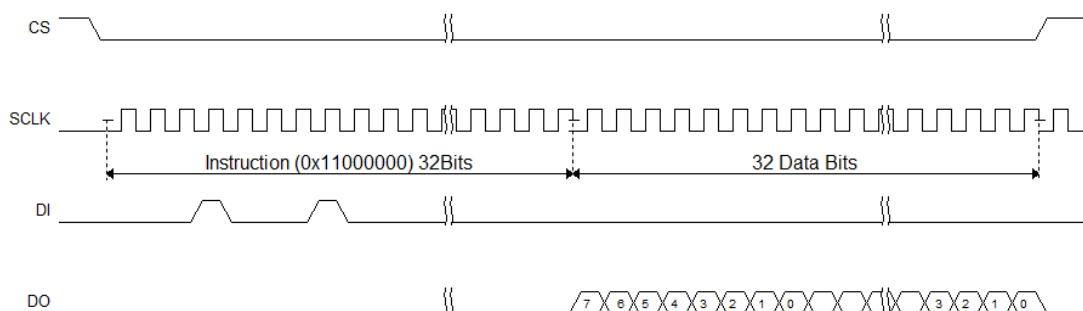 CS
SCLK
Instruction (0x11000000) 32Bits
32 Data Bits
DI
DO
7 6 5 4 3 2 1 0 3 2 1 0